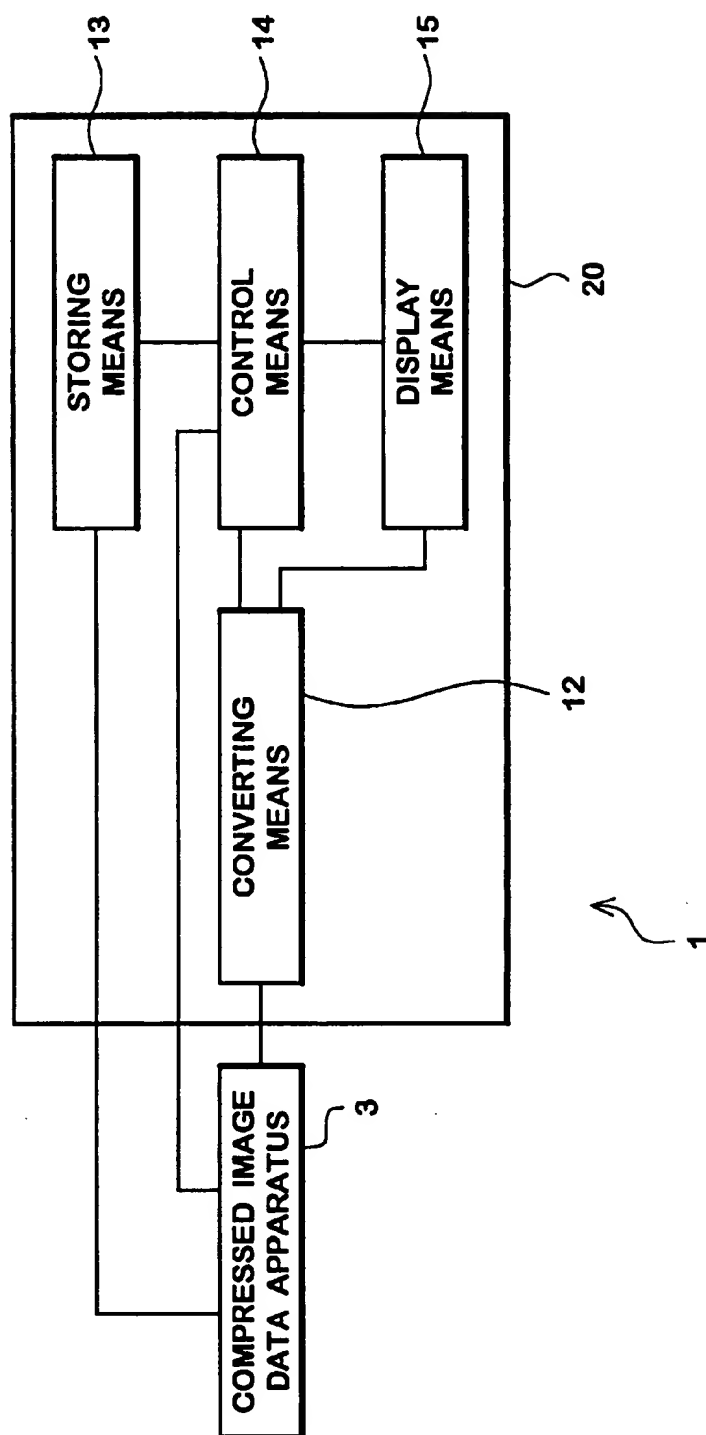 COMPRESSED IMAGE
DATA APPARATUS
3
CONVERTING
MEANS
12
STORING
MEANS
13
CONTROL
MEANS
14
DISPLAY
MEANS
15
20
1